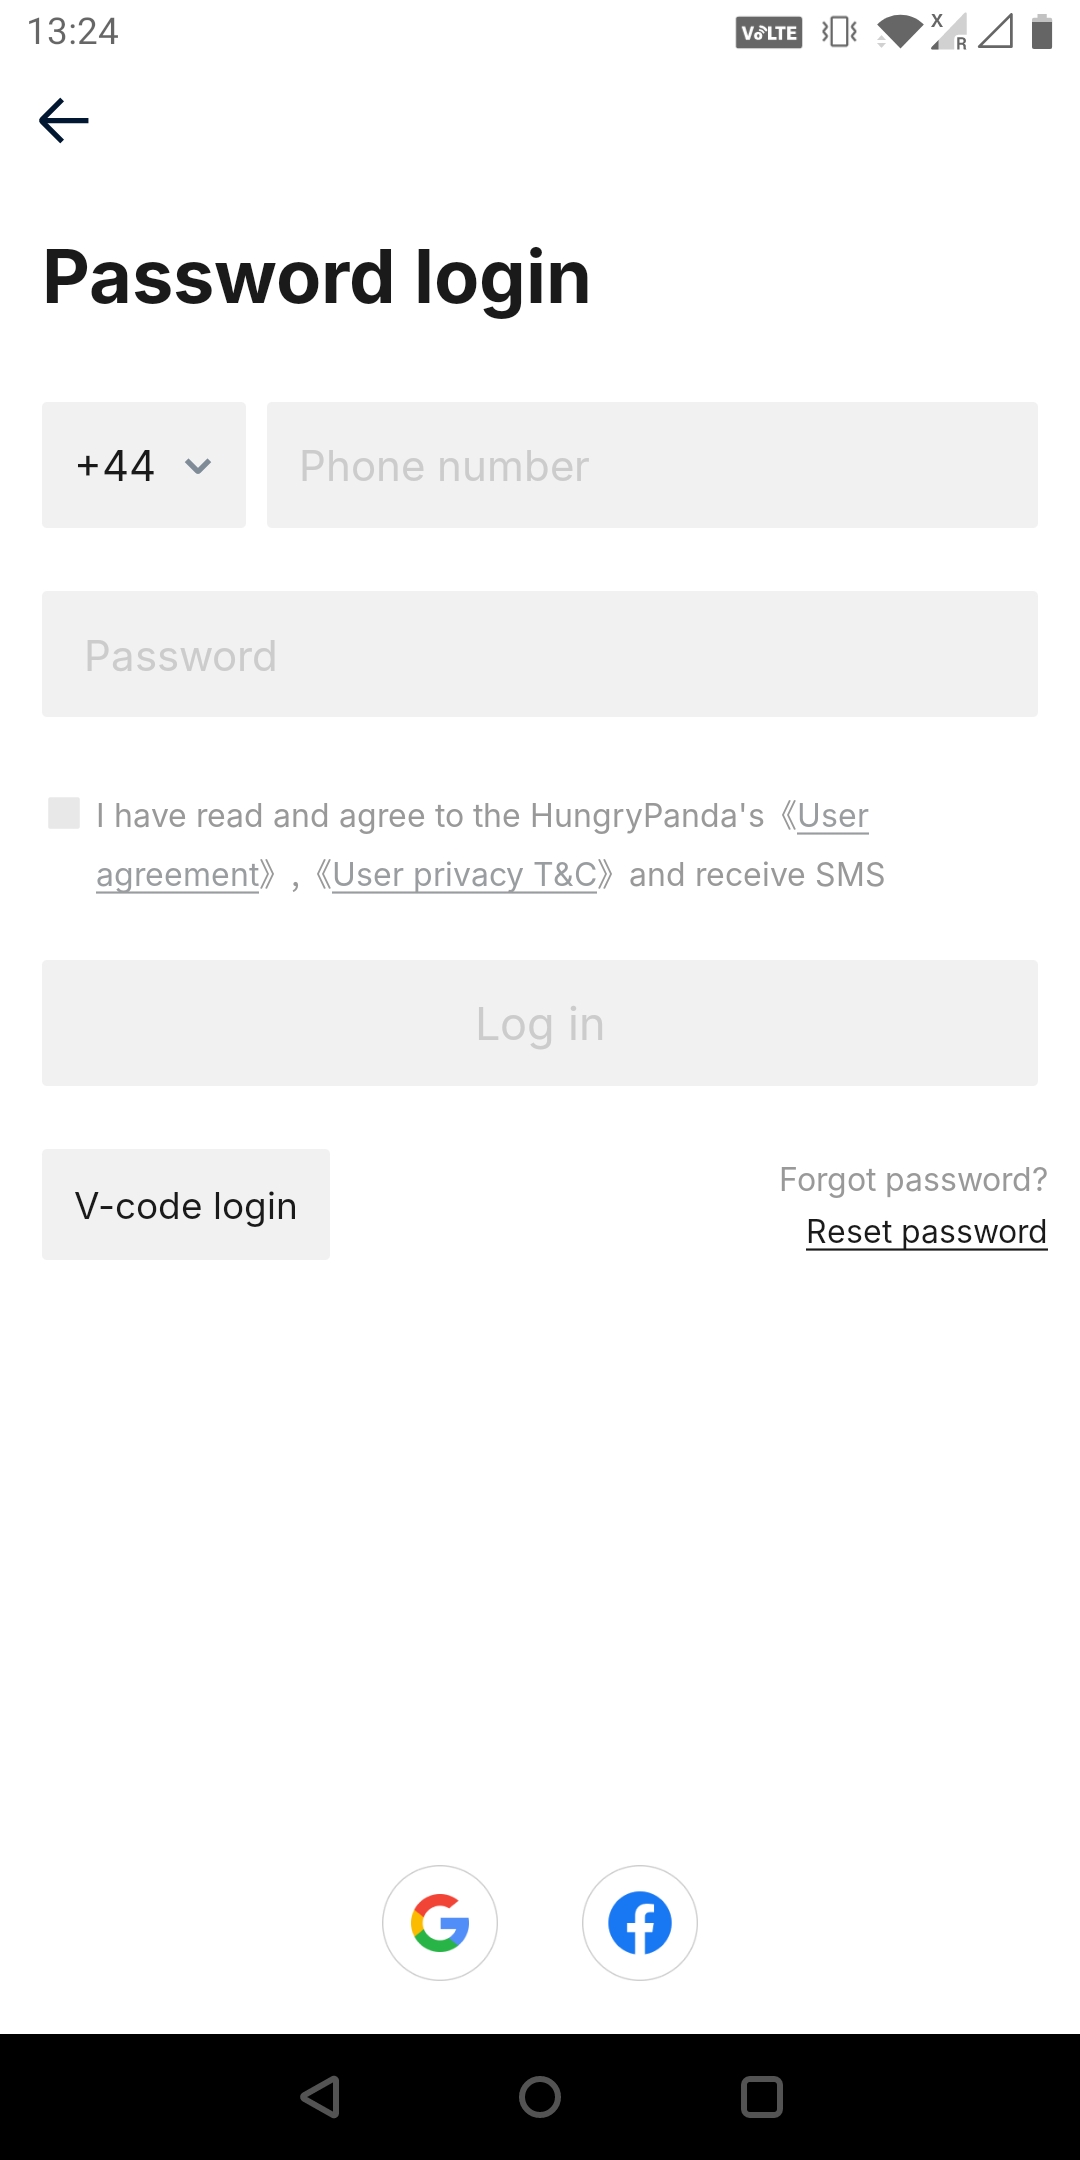 13:24
VoLTE
X
R
Password login
+44
Phone number
Password
I have read and agree to the HungryPanda's《User
agreement》,《User privacy T&C》and receive SMS
Log in
V-code login
Forgot password?
Reset password